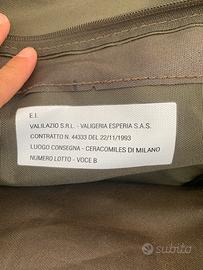 E.I.
VALILAZIO S.R.L. - VALIGERIA ESPERIA S.A.S.
CONTRATTO N. 44333 DEL 22/11/1993
LUOGO CONSEGNA - CERACOMILES DI MILANO
NUMERO LOTTO - VOCE B
subito